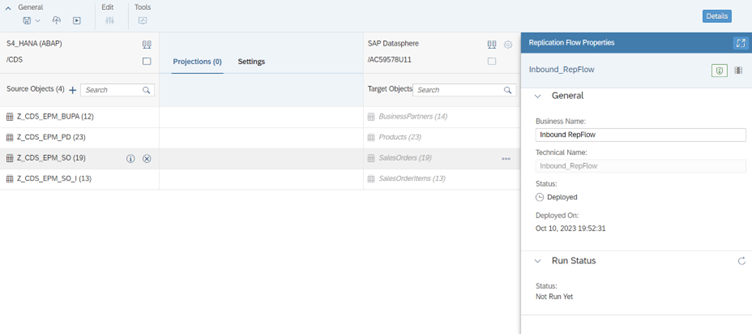 General
Edit
Tools
Details
S4_HANA (ABAP)
/CDS
Source Objects (4)
Search
Projections (0)
Settings
SAP Datasphere
/AC59578U11
Target Objects
Search
Z_CDS_EPM_BUPA (12)
BusinessPartners (14)
Z_CDS_EPM_PD (23)
Products (23)
Z_CDS_EPM_SO (19)
SalesOrders (19)
Z_CDS_EPM_SO_I (13)
SalesOrderItems (13)
Replication Flow Properties
Inbound_RepFlow
General
Business Name:
Inbound RepFlow
Technical Name:
Inbound_RepFlow
Status:
Deployed
Deployed On:
Oct 10, 2023 19:52:31
Run Status
Status:
Not Run Yet